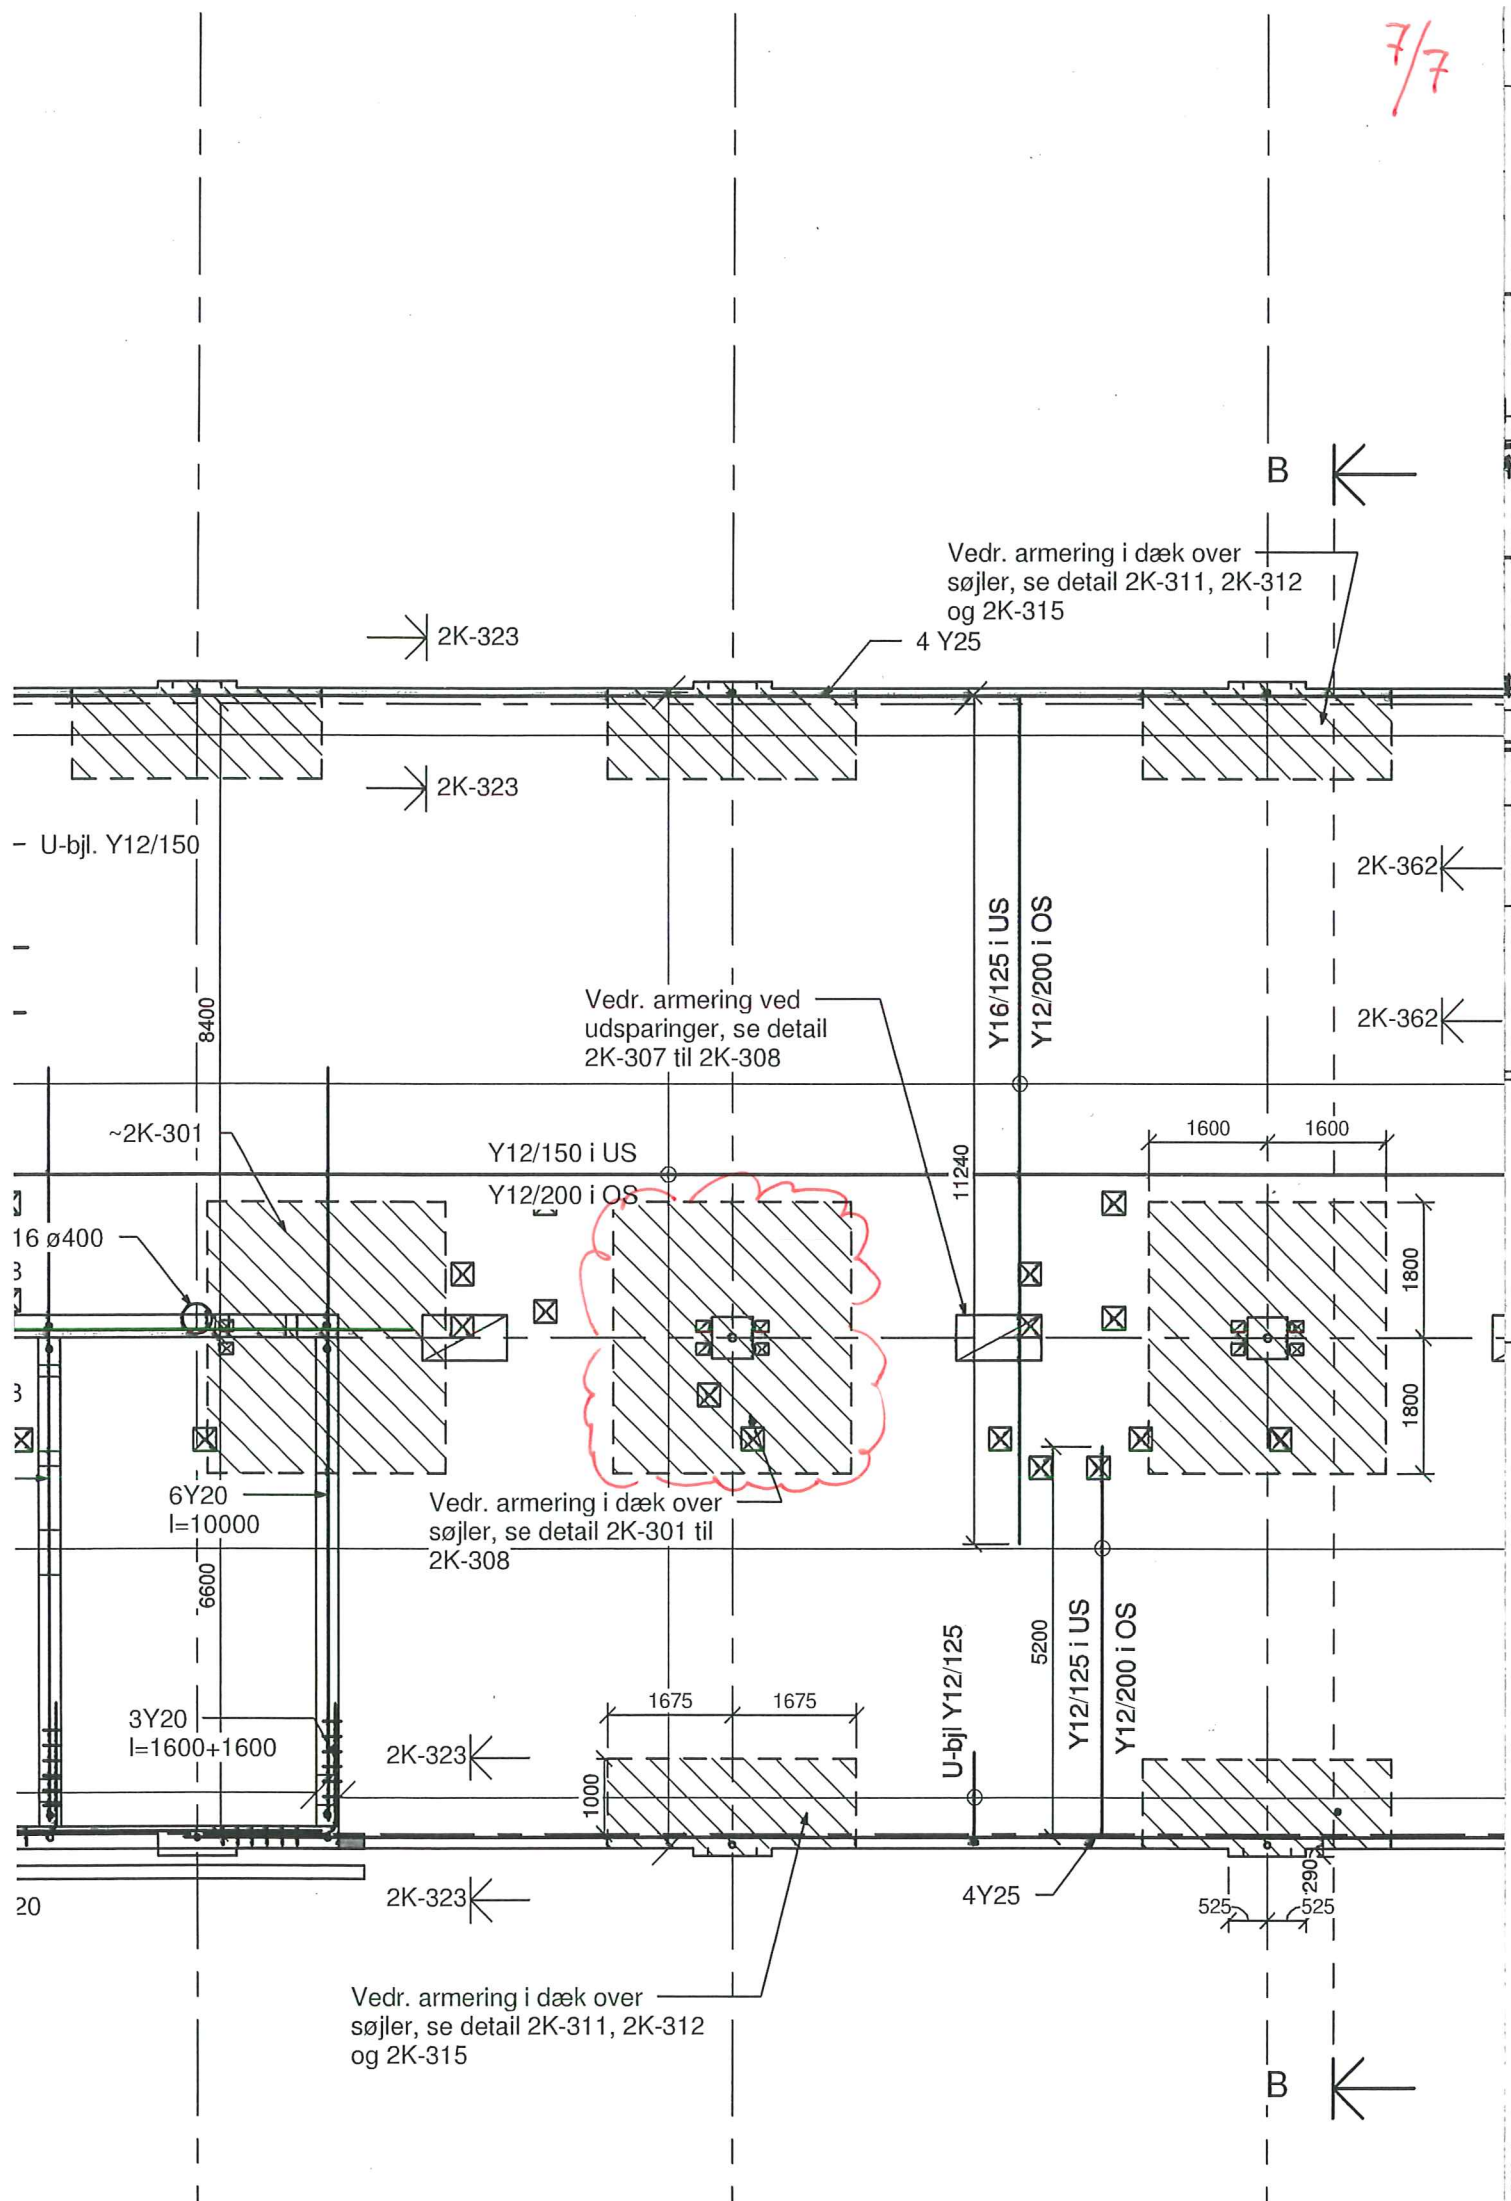 7/7
B
Vedr. armering i dæk over
søjler, se detail 2K-311, 2K-312
og 2K-315
2K-323
4 Y25
2K-323
U-bjl. Y12/150
2K-362
Y16/125 i US
Y12/200 i OS
8400
Vedr. armering ved
udsparinger, se detail
2K-307 til 2K-308
2K-362
~2K-301
Y12/150 i US
Y12/200 i OS
11240
1600
1600
16 ø400
1800
1800
6Y20
l=10000
Vedr. armering i dæk over
søjler, se detail 2K-301 til
2K-308
6600
5200
U-bjl Y12/125
Y12/125 i US
Y12/200 i OS
3Y20
l=1600+1600
1675
1675
2K-323
1000
290
2K-323
4Y25
525
525
20
Vedr. armering i dæk over
søjler, se detail 2K-311, 2K-312
og 2K-315
B